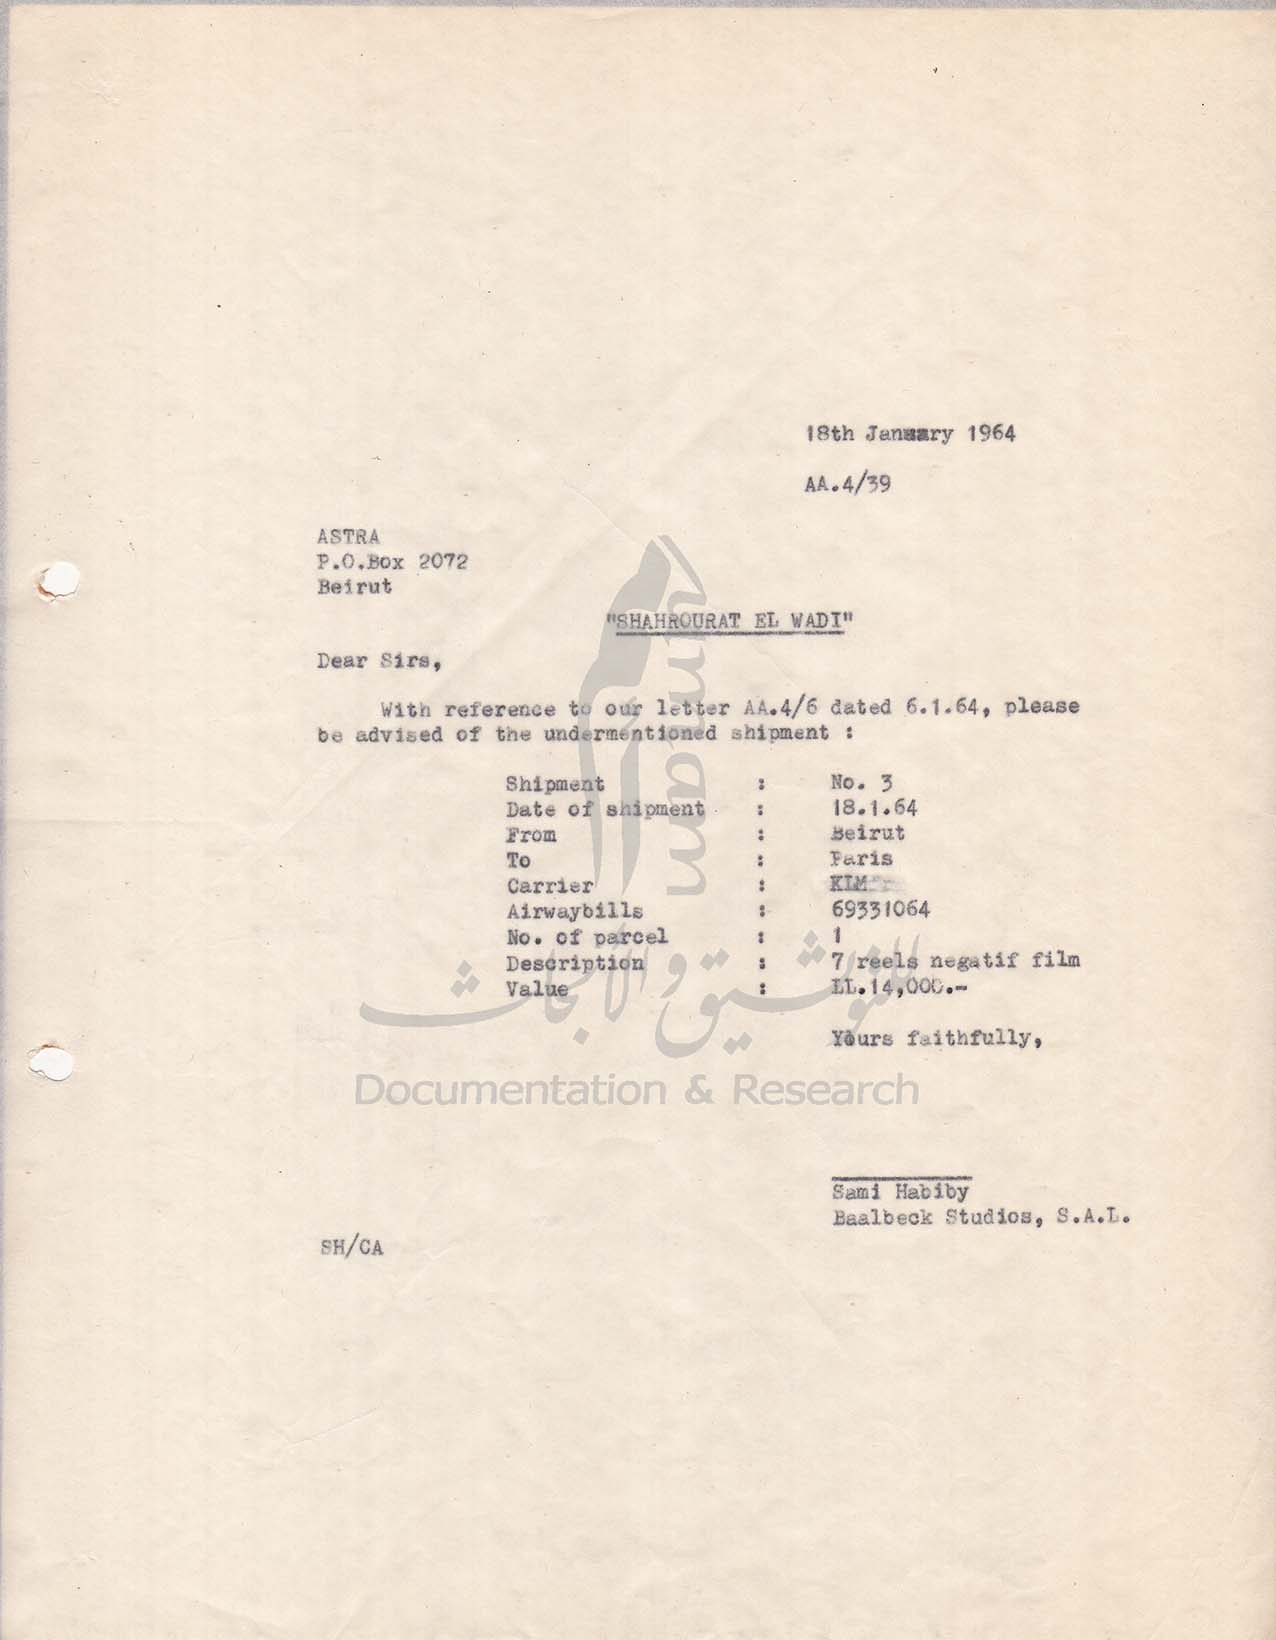 18th January 1964
AA.4/39
ASTRA
P.O.Box 2072
Beirut
"SHAHROURAT EL WADI"
Dear Sirs,
With reference to our letter AA.4/6 dated 6.1.64, please
be advised of the undermentioned shipment :
Shipment : No. 3
Date of shipment : 18.1.64
From : Beirut
To : Paris
Carrier : KLM
Airwaybills : 69331064
No. of parcel : 1
Description : 7 reels negatif film
Value : LL.14,000.-
Yours faithfully,
Sami Habiby
Baalbeck Studios, S.A.L.
SH/CA
umam
للتوثيق والأبحاث
Documentation & Research